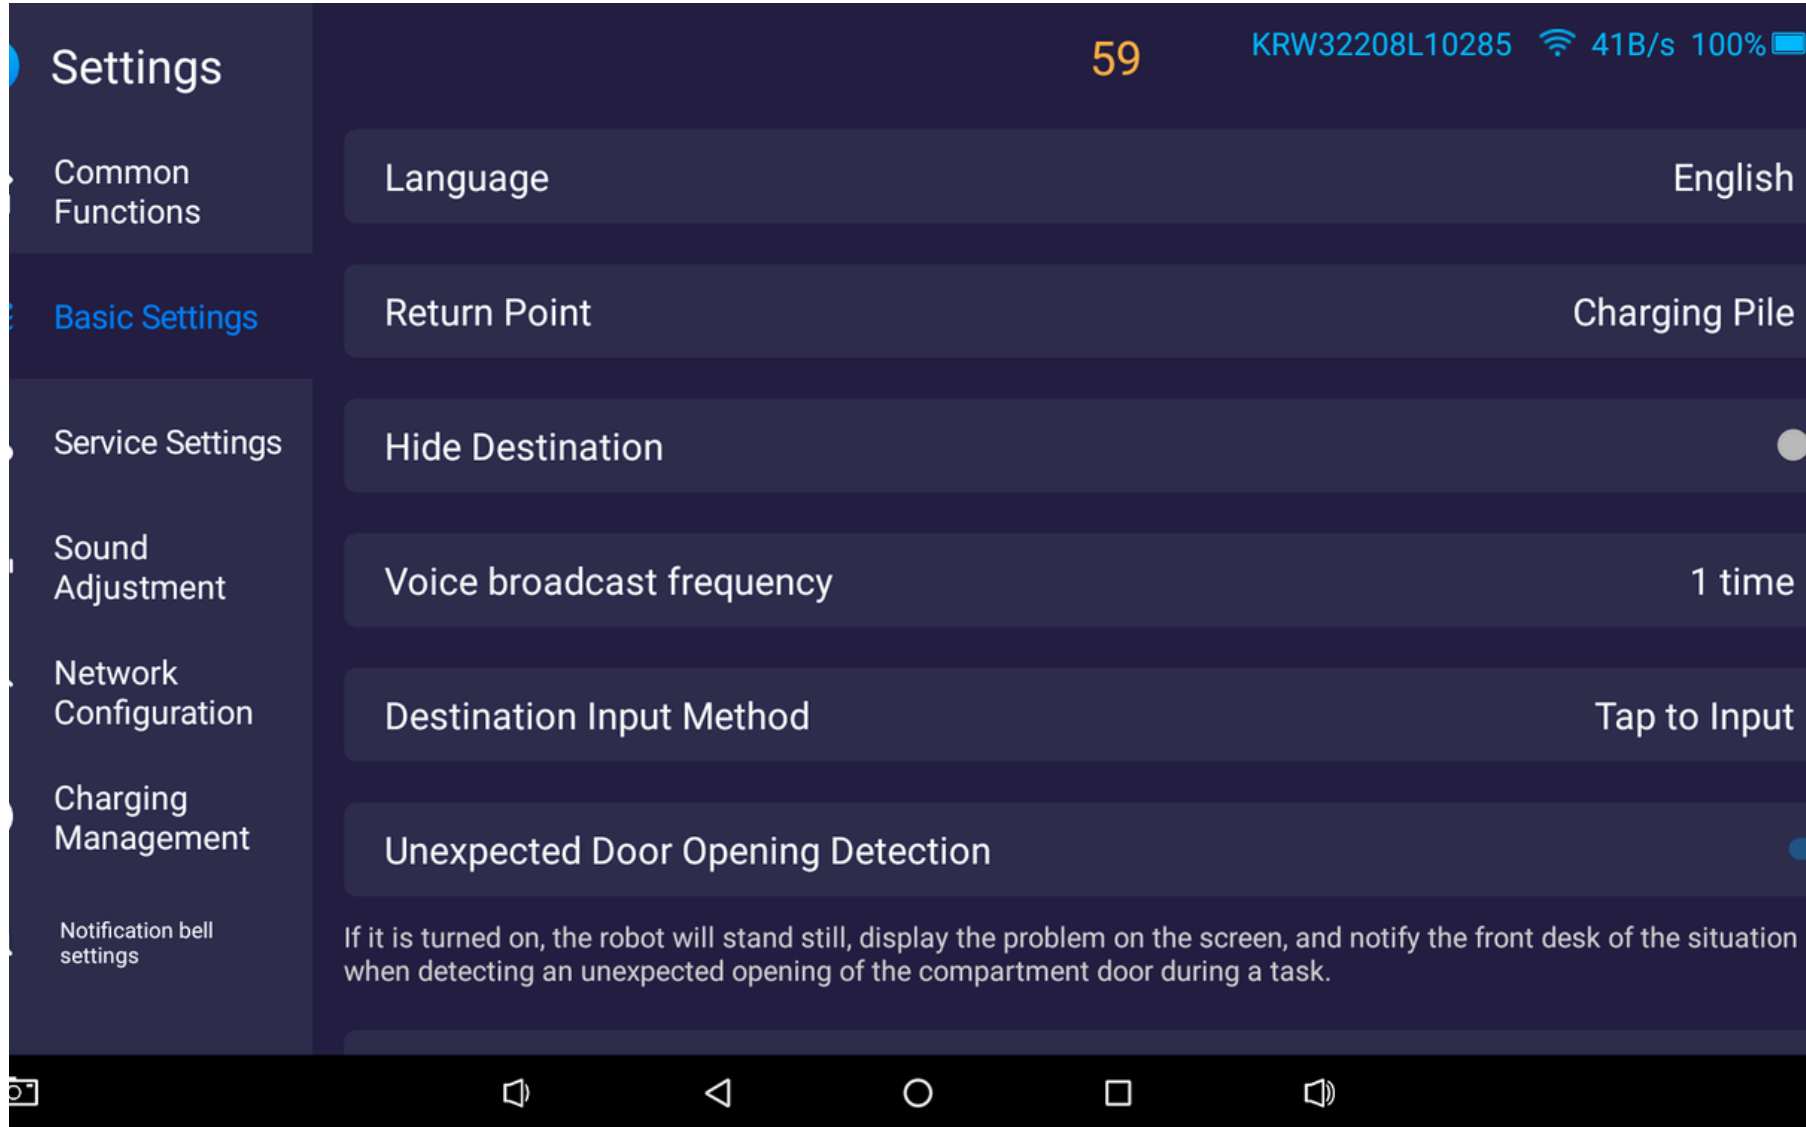 Settings
59
KRW32208L10285
41B/s 100%
Common
Functions
Basic Settings
Service Settings
Sound
Adjustment
Network
Configuration
Charging
Management
Notification bell
settings
Language
English
Return Point
Charging Pile
Hide Destination
Voice broadcast frequency
1 time
Destination Input Method
Tap to Input
Unexpected Door Opening Detection
If it is turned on, the robot will stand still, display the problem on the screen, and notify the front desk of the situation
when detecting an unexpected opening of the compartment door during a task.